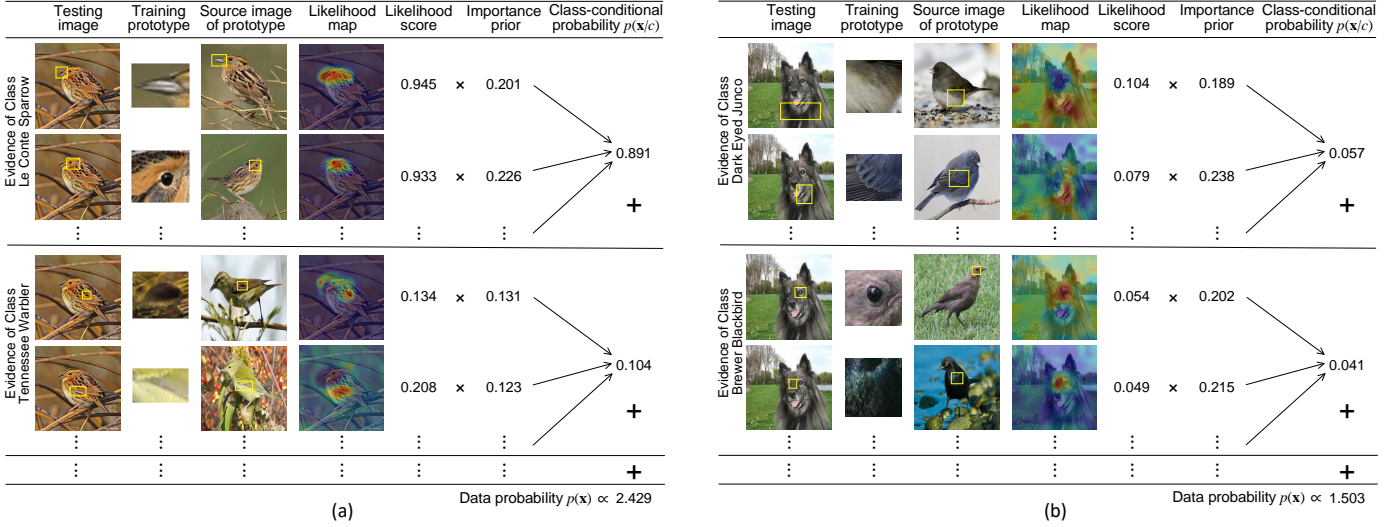 Testing image
Training prototype
Source image of prototype
Likelihood map
Likelihood score
Importance prior
Class-conditional probability p(x/c)
Evidence of Class
Le Conte Sparrow
0.945 × 0.201
0.891
0.933 × 0.226
+
⋮ ⋮ ⋮ ⋮ ⋮ ⋮
Evidence of Class
Tennessee Warbler
0.134 × 0.131
0.104
0.208 × 0.123
+
⋮ ⋮ ⋮ ⋮ ⋮ ⋮
⋮ ⋮ ⋮ ⋮ ⋮ ⋮ +
Data probability p(x) ∝ 2.429
(a)
Testing image
Training prototype
Source image of prototype
Likelihood map
Likelihood score
Importance prior
Class-conditional probability p(x/c)
Evidence of Class
Dark Eyed Junco
0.104 × 0.189
0.057
0.079 × 0.238
+
⋮ ⋮ ⋮ ⋮ ⋮ ⋮
Evidence of Class
Brewer Blackbird
0.054 × 0.202
0.041
0.049 × 0.215
+
⋮ ⋮ ⋮ ⋮ ⋮ ⋮
⋮ ⋮ ⋮ ⋮ ⋮ ⋮ +
Data probability p(x) ∝ 1.503
(b)